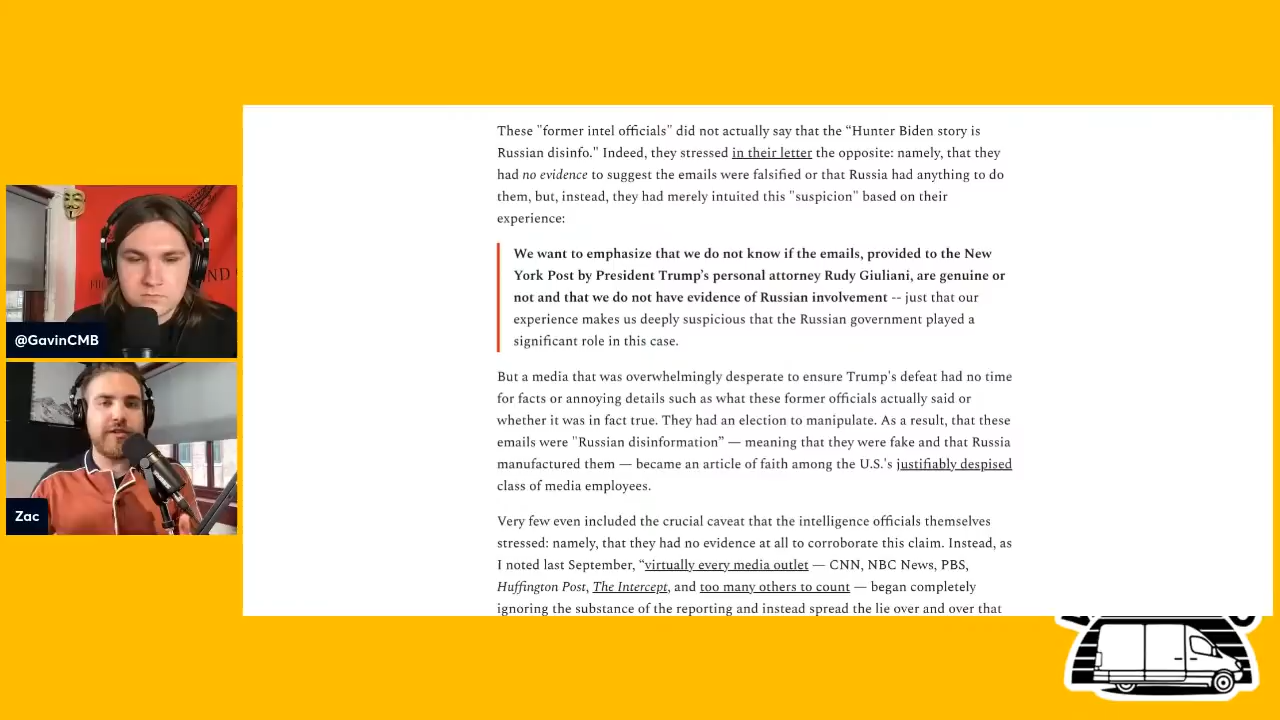 These "former intel officials" did not actually say that the “Hunter Biden story is
Russian disinfo." Indeed, they stressed in their letter the opposite: namely, that they
had no evidence to suggest the emails were falsified or that Russia had anything to do
them, but, instead, they had merely intuited this "suspicion" based on their
experience:
We want to emphasize that we do not know if the emails, provided to the New
York Post by President Trump’s personal attorney Rudy Giuliani, are genuine or
not and that we do not have evidence of Russian involvement -- just that our
experience makes us deeply suspicious that the Russian government played a
significant role in this case.
But a media that was overwhelmingly desperate to ensure Trump's defeat had no time
for facts or annoying details such as what these former officials actually said or
whether it was in fact true. They had an election to manipulate. As a result, that these
emails were "Russian disinformation” — meaning that they were fake and that Russia
manufactured them — became an article of faith among the U.S.'s justifiably despised
class of media employees.
Very few even included the crucial caveat that the intelligence officials themselves
stressed: namely, that they had no evidence at all to corroborate this claim. Instead, as
I noted last September, “virtually every media outlet — CNN, NBC News, PBS,
Huffington Post, The Intercept, and too many others to count — began completely
ignoring the substance of the reporting and instead spread the lie over and over that
@GavinCMB
Zac